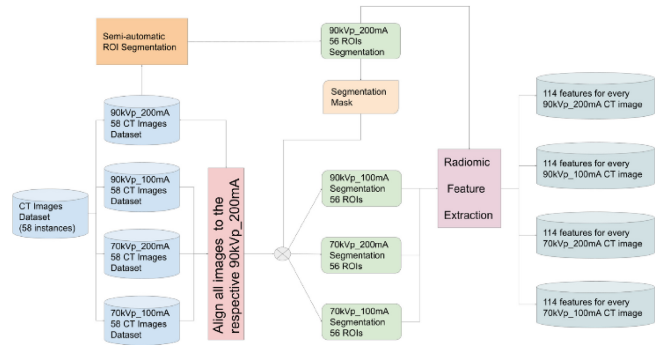 Semi-automatic
ROI Segmentation
90kVp_200mA
56 ROIs
Segmentation
Segmentation
Mask
90kVp_200mA
58 CT Images
Dataset
90kVp_100mA
58 CT Images
Dataset
CT Images
Dataset
(58 instances)
70kVp_200mA
58 CT Images
Dataset
70kVp_100mA
58 CT Images
Dataset
Align all images to the
respective 90kVp_200mA
90kVp_100mA
Segmentation
56 ROIs
70kVp_200mA
Segmentation
56 ROIs
70kVp_100mA
Segmentation
56 ROIs
Radiomic
Feature
Extraction
114 features for every
90kVp_200mA CT image
114 features for every
90kVp_100mA CT image
114 features for every
70kVp_200mA CT image
114 features for every
70kVp_100mA CT image